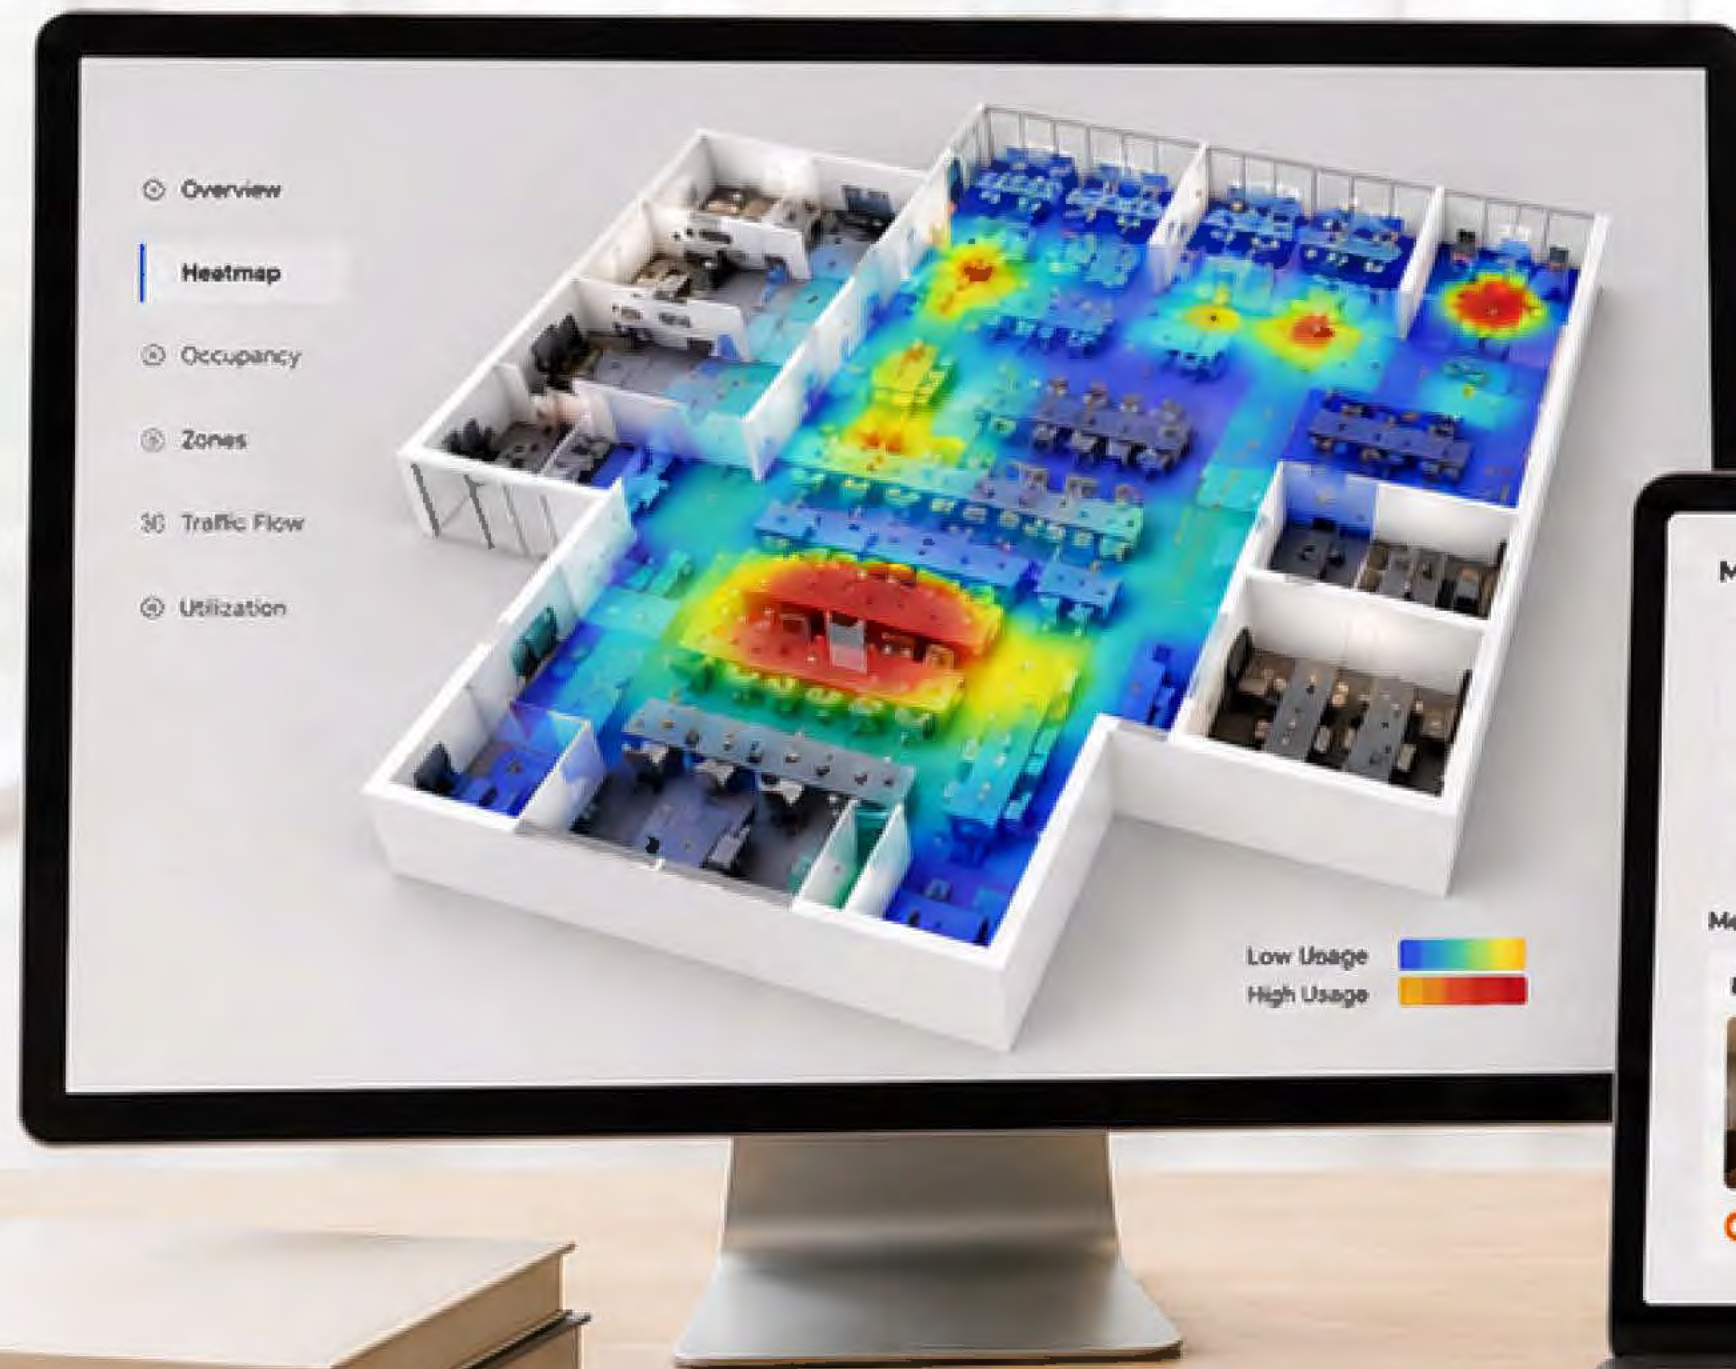 Overview
Heatmap
Occupancy
Zones
Traffic Flow
Utilization
Low Usage
High Usage